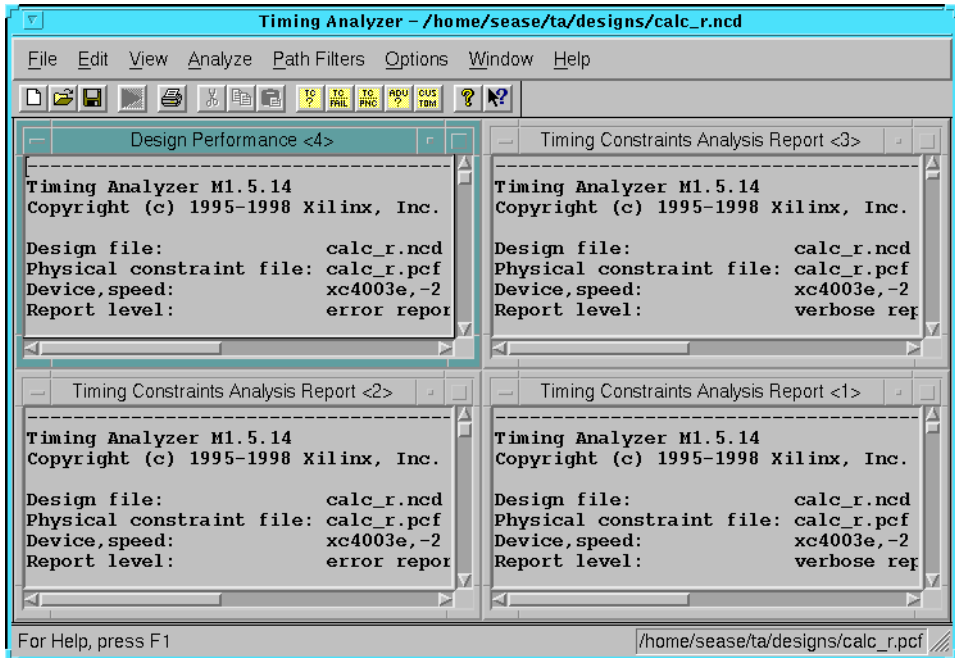 Timing Analyzer – /home/sease/ta/designs/calc_r.ncd
File Edit View Analyze Path Filters Options Window Help
TC ? TC FAIL TC PNC ADV ? CUS TOM ? ?
Design Performance <4>
Timing Analyzer M1.5.14
Copyright (c) 1995-1998 Xilinx, Inc.
Design file: calc_r.ncd
Physical constraint file: calc_r.pcf
Device,speed: xc4003e,-2
Report level: error repor
Timing Constraints Analysis Report <3>
Timing Analyzer M1.5.14
Copyright (c) 1995-1998 Xilinx, Inc.
Design file: calc_r.ncd
Physical constraint file: calc_r.pcf
Device,speed: xc4003e,-2
Report level: verbose rep
Timing Constraints Analysis Report <2>
Timing Analyzer M1.5.14
Copyright (c) 1995-1998 Xilinx, Inc.
Design file: calc_r.ncd
Physical constraint file: calc_r.pcf
Device,speed: xc4003e,-2
Report level: error repor
Timing Constraints Analysis Report <1>
Timing Analyzer M1.5.14
Copyright (c) 1995-1998 Xilinx, Inc.
Design file: calc_r.ncd
Physical constraint file: calc_r.pcf
Device,speed: xc4003e,-2
Report level: verbose rep
For Help, press F1
/home/sease/ta/designs/calc_r.pcf